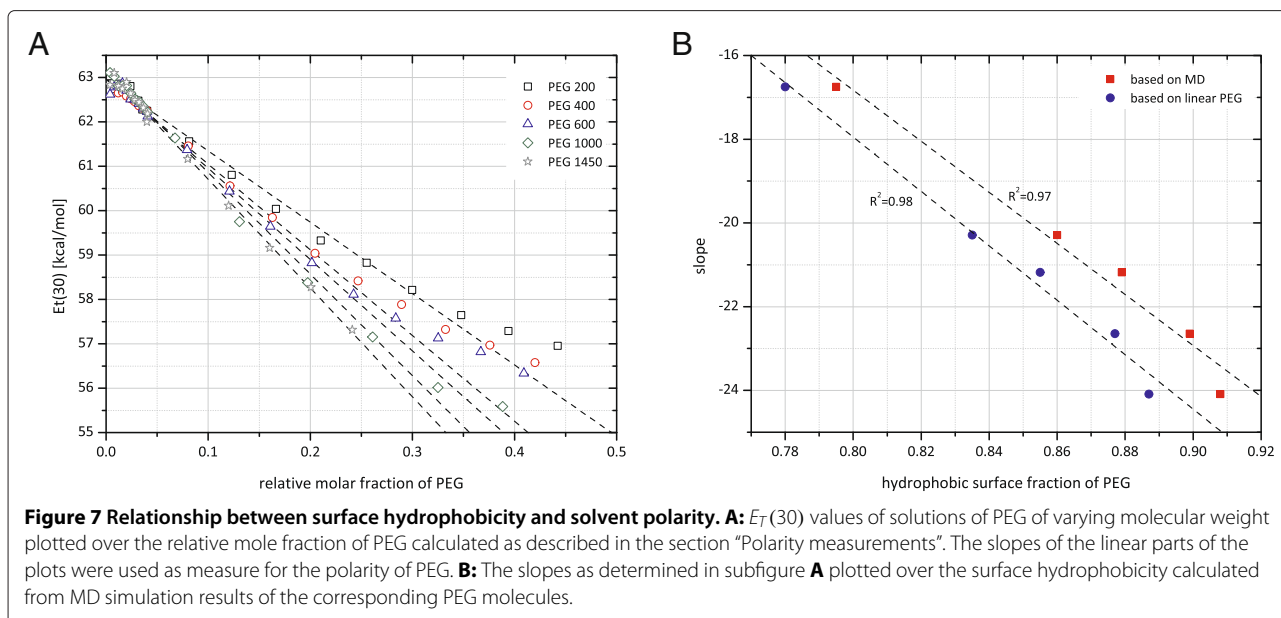 A
63
62
61
60
59
58
57
56
55
Et(30) [kcal/mol]
0.0 0.1 0.2 0.3 0.4 0.5
relative molar fraction of PEG
PEG 200
PEG 400
PEG 600
PEG 1000
PEG 1450
B
-16
-18
-20
-22
-24
slope
0.78 0.80 0.82 0.84 0.86 0.88 0.90 0.92
hydrophobic surface fraction of PEG
based on MD
based on linear PEG
R²=0.98
R²=0.97
Figure 7 Relationship between surface hydrophobicity and solvent polarity. A: E_T(30) values of solutions of PEG of varying molecular weight
plotted over the relative mole fraction of PEG calculated as described in the section “Polarity measurements”. The slopes of the linear parts of the
plots were used as measure for the polarity of PEG. B: The slopes as determined in subfigure A plotted over the surface hydrophobicity calculated
from MD simulation results of the corresponding PEG molecules.